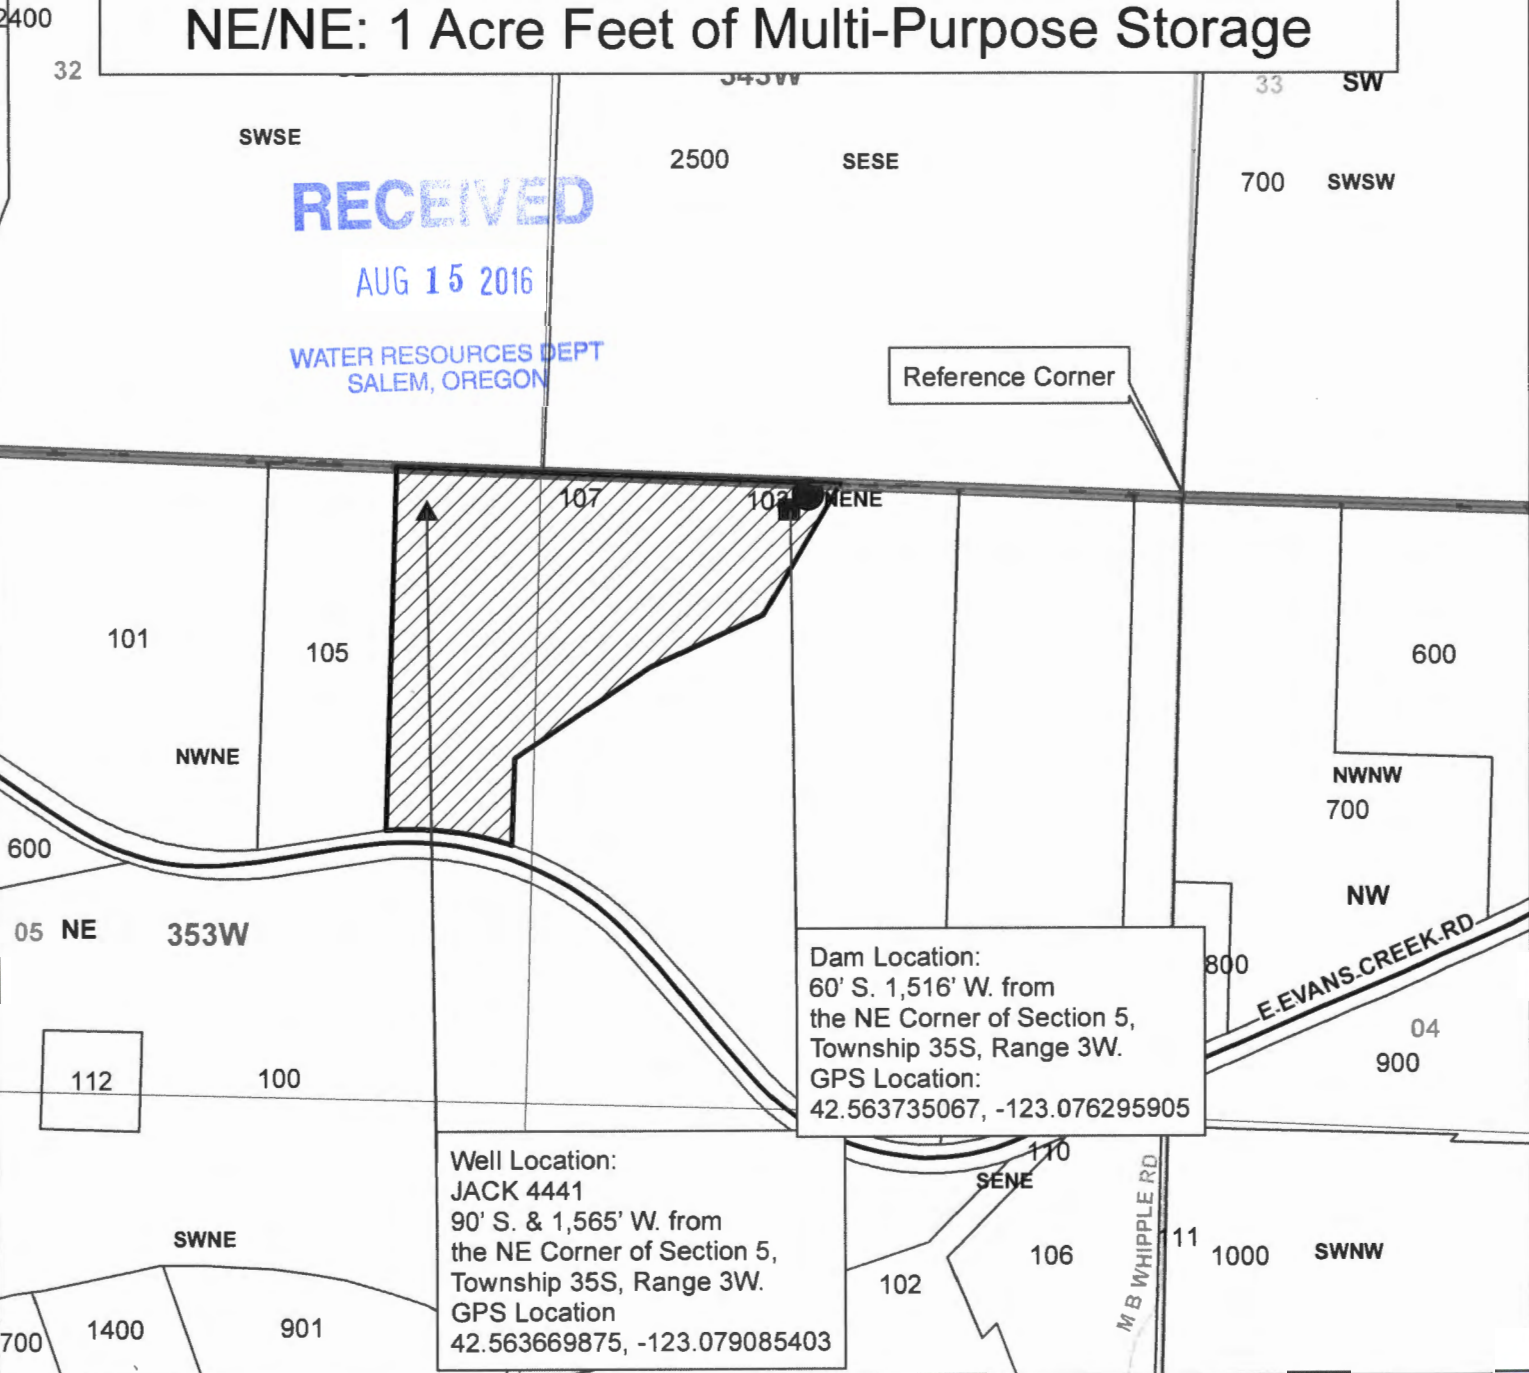 2400
NE/NE: 1 Acre Feet of Multi-Purpose Storage
32
343W
33
SW
SWSE
2500
SESE
700
SWSW
RECEIVED
AUG 15 2016
WATER RESOURCES DEPT
SALEM, OREGON
Reference Corner
107
NENE
101
105
600
NWNE
NWNW
700
600
NW
05
NE
353W
E EVANS CREEK RD
800
Dam Location:
60' S. 1,516' W. from
the NE Corner of Section 5,
Township 35S, Range 3W.
GPS Location:
42.563735067, -123.076295905
04
900
112
100
110
SENE
Well Location:
JACK 4441
90' S. & 1,565' W. from
the NE Corner of Section 5,
Township 35S, Range 3W.
GPS Location
42.563669875, -123.079085403
M B WHIPPLE RD
111
SWNE
106
1000
SWNW
102
700
1400
901